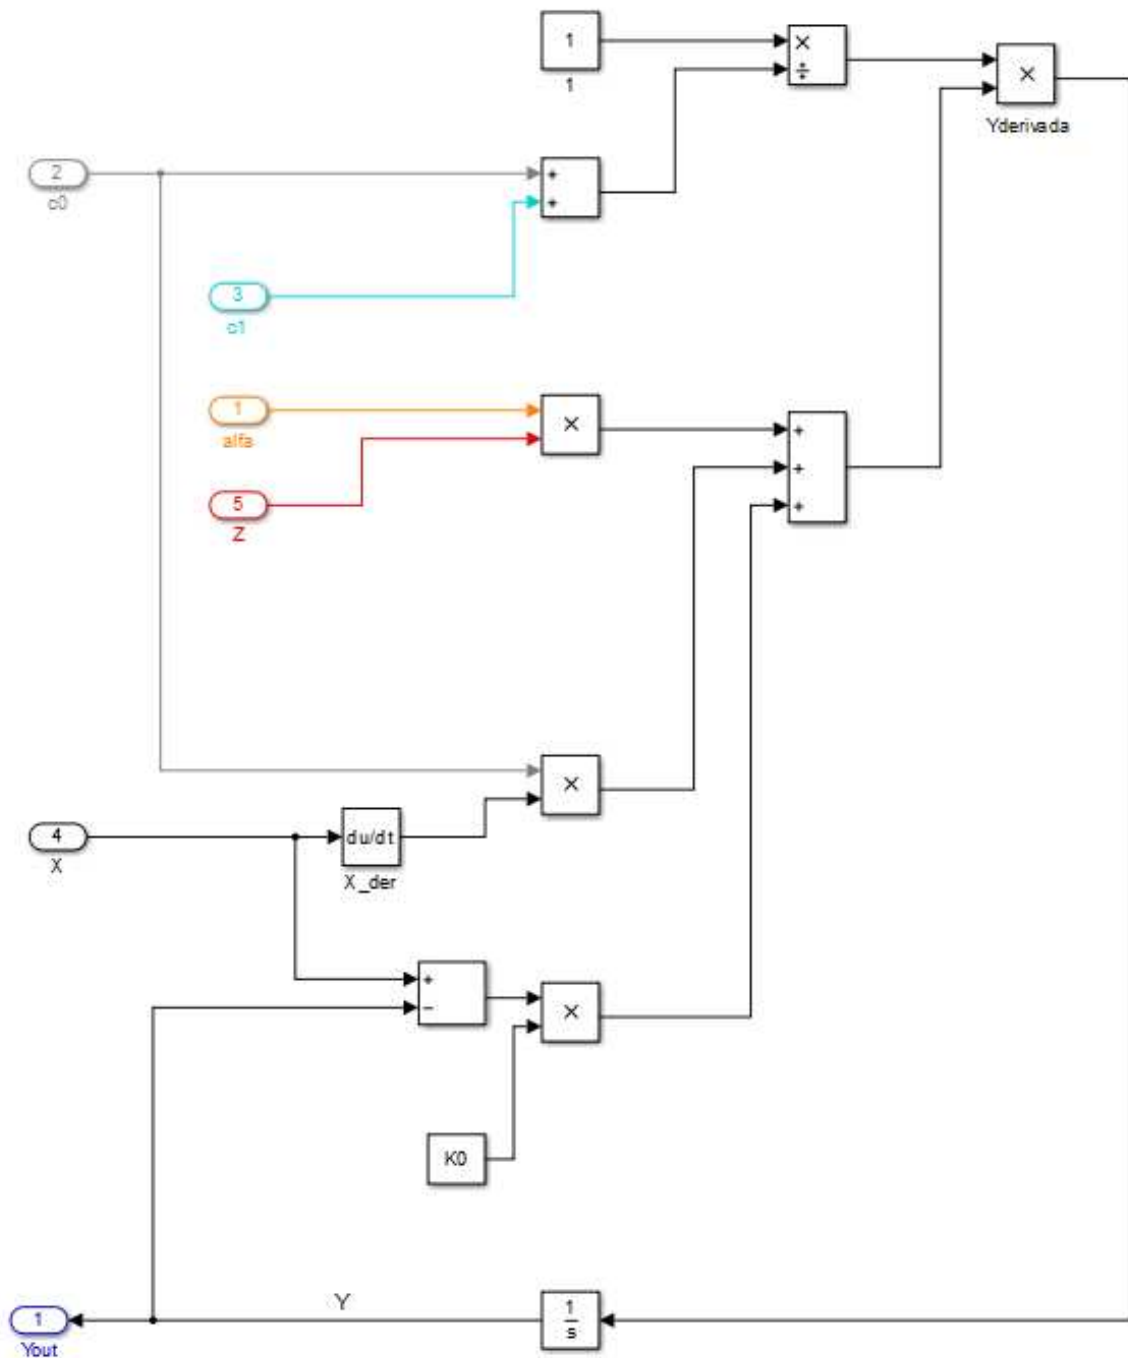 1
1
×
÷
×
Yderivada
2
c0
+
+
3
c1
1
alfa
×
+
+
+
5
Z
×
4
X
du/dt
X_der
+
−
×
K0
Y
1
Yout
1
s